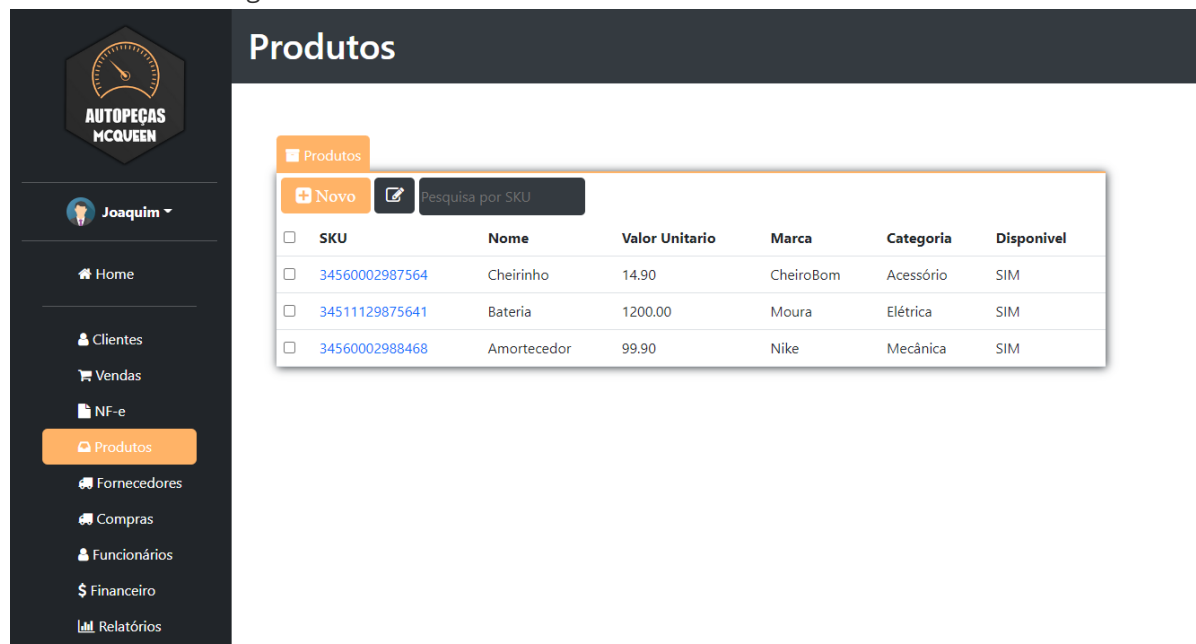 Produtos
AUTOPEÇAS
MCQUEEN
Joaquim
Home
Clientes
Vendas
NF-e
Produtos
Fornecedores
Compras
Funcionários
$ Financeiro
Relatórios
Produtos
Novo Pesquisa por SKU
SKU Nome Valor Unitario Marca Categoria Disponivel
34560002987564 Cheirinho 14.90 CheiroBom Acessório SIM
34511129875641 Bateria 1200.00 Moura Elétrica SIM
34560002988468 Amortecedor 99.90 Nike Mecânica SIM